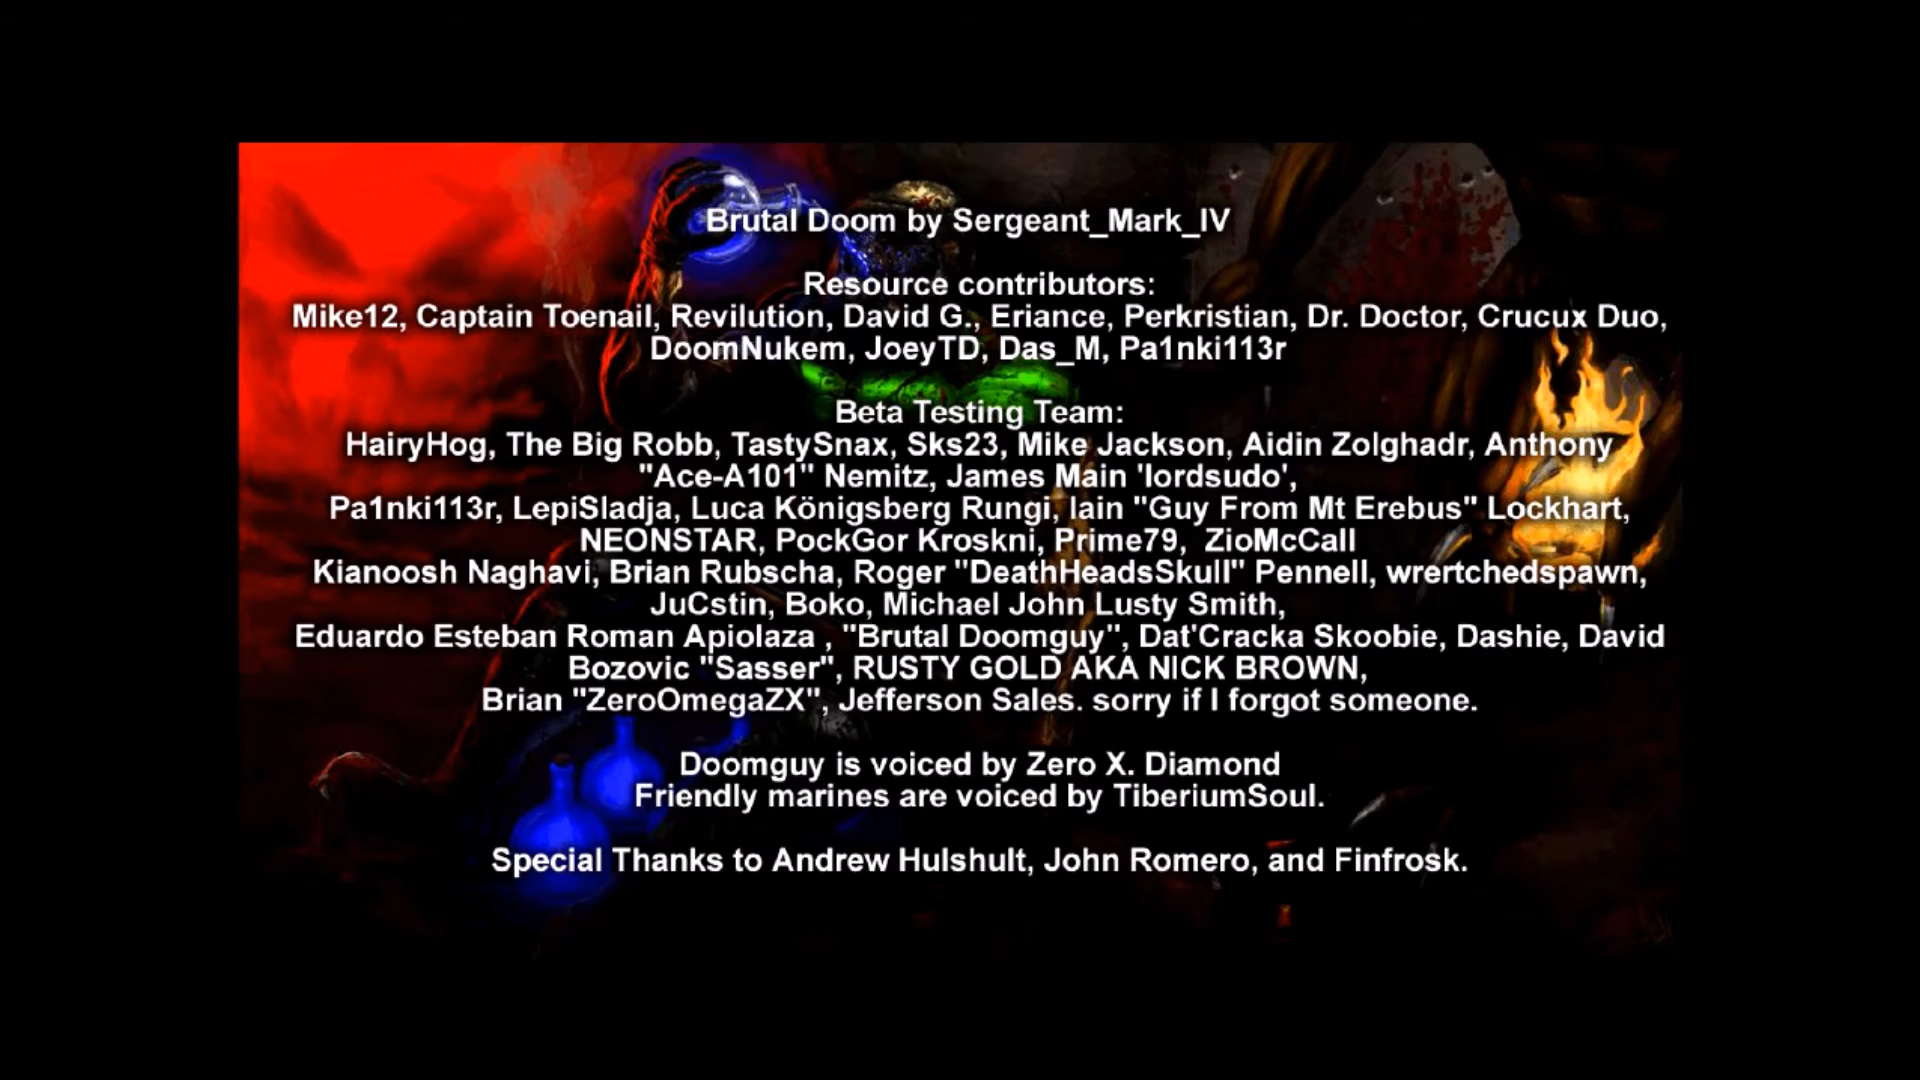 Brutal Doom by Sergeant_Mark_IV
Resource contributors:
Mike12, Captain Toenail, Revilution, David G., Eriance, Perkristian, Dr. Doctor, Crucux Duo,
DoomNukem, JoeyTD, Das_M, Pa1nki113r
Beta Testing Team:
HairyHog, The Big Robb, TastySnax, Sks23, Mike Jackson, Aidin Zolghadr, Anthony
"Ace-A101" Nemitz, James Main 'lordsudo',
Pa1nki113r, LepiSladja, Luca Königsberg Rungi, Iain "Guy From Mt Erebus" Lockhart,
NEONSTAR, PockGor Kroskni, Prime79,  ZioMcCall
Kianoosh Naghavi, Brian Rubscha, Roger "DeathHeadsSkull" Pennell, wrertchedspawn,
JuCstin, Boko, Michael John Lusty Smith,
Eduardo Esteban Roman Apiolaza , "Brutal Doomguy", Dat'Cracka Skoobie, Dashie, David
Bozovic "Sasser", RUSTY GOLD AKA NICK BROWN,
Brian "ZeroOmegaZX", Jefferson Sales. sorry if I forgot someone.
Doomguy is voiced by Zero X. Diamond
Friendly marines are voiced by TiberiumSoul.
Special Thanks to Andrew Hulshult, John Romero, and Finfrosk.